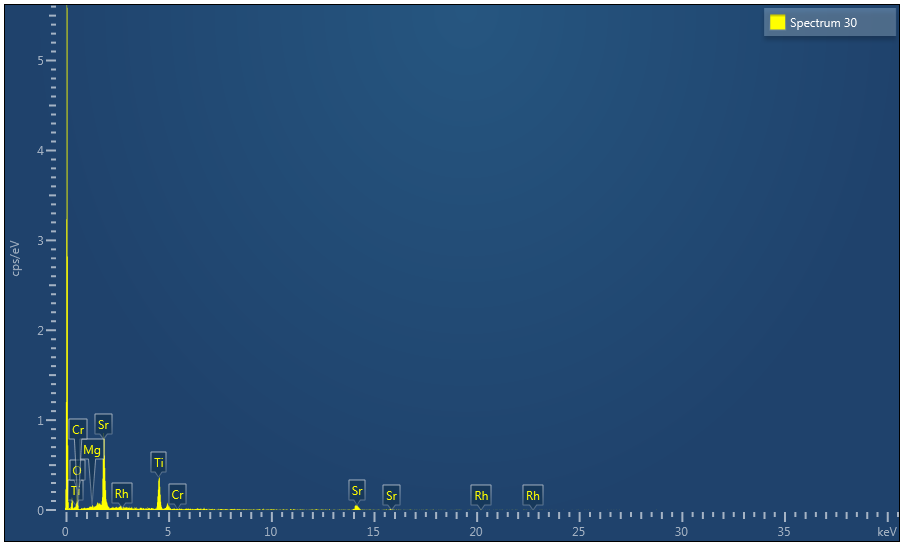 Spectrum 30
5
4
3
2
1
0
cps/eV
Cr
Sr
Mg
O
Ti
Rh
Ti
Cr
Sr
Sr
Rh
Rh
0 5 10 15 20 25 30 35 keV